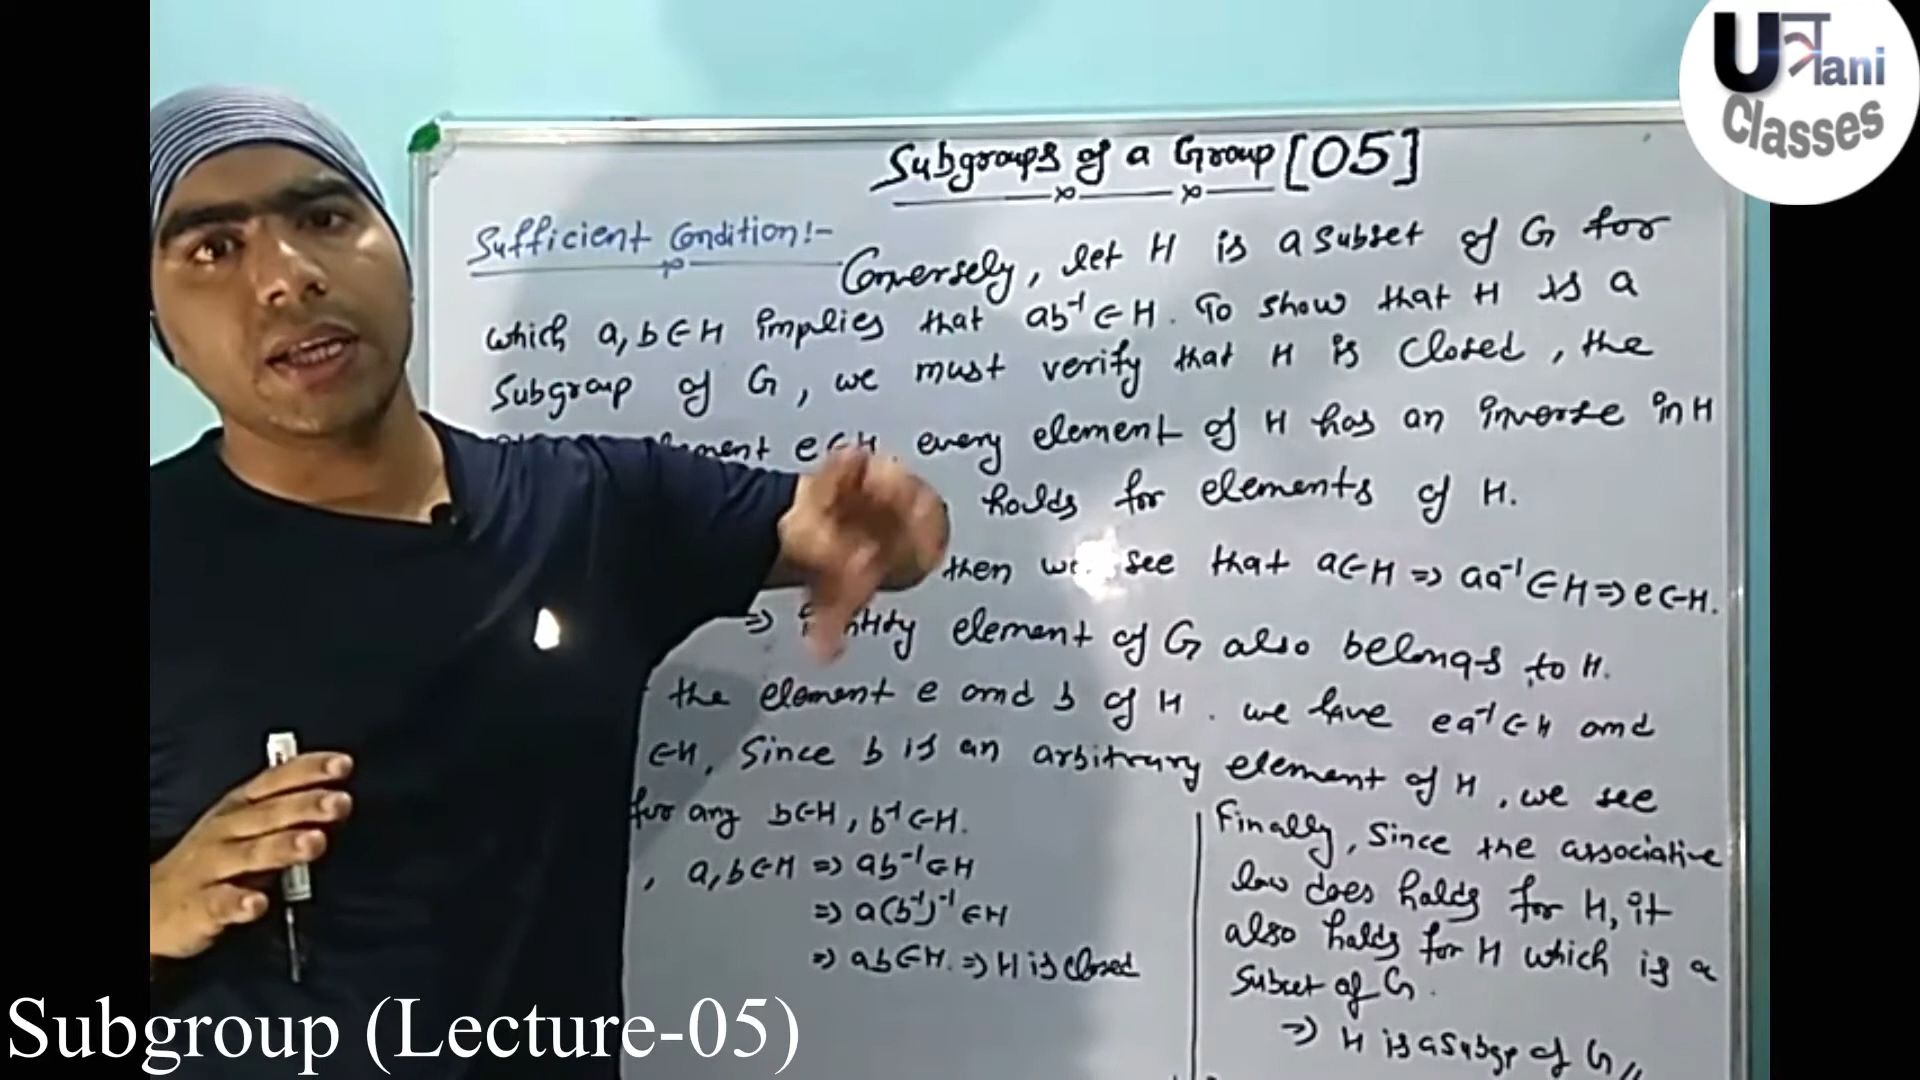 Uत्रani
Classes
Subgroups of a Group [05]
Sufficient Condition:-
Conversely, let H is a subset of G for
which a, b ∈ H implies that ab⁻¹ ∈ H. To show that H is a
Subgroup of G, we must verify that H is closed, the
e ∈ H, every element of H has an inverse in H
holds for elements of H.
then we see that a ∈ H ⇒ aa⁻¹ ∈ H ⇒ e ∈ H.
⇒ identity element of G also belongs to H.
the element e and b of H. we have ea⁻¹ ∈ H and
∈ H, Since b is an arbitrary element of H, we see
for any b ∈ H, b⁻¹ ∈ H.
, a, b ∈ H ⇒ ab⁻¹ ∈ H
⇒ a(b⁻¹)⁻¹ ∈ H
⇒ ab ∈ H. ⇒ H is closed
Finally, Since the associative
law does holds for H, it
also holds for H which is a
Subset of G.
⇒ H is a subgp of G //
Subgroup (Lecture-05)